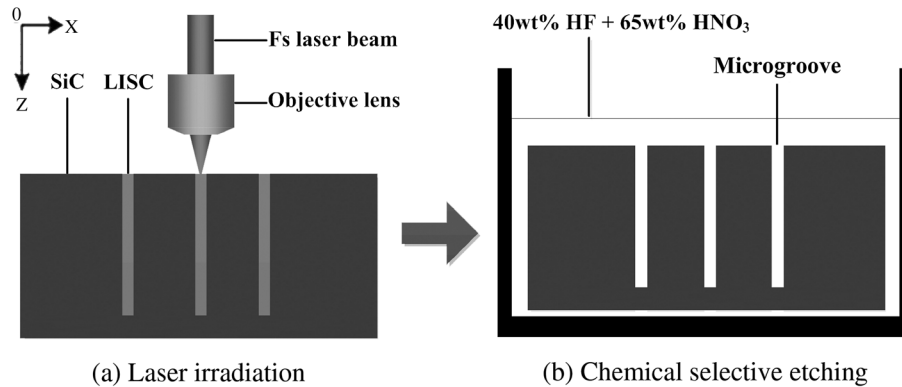 0
X
Z
SiC
LISC
Fs laser beam
Objective lens
(a) Laser irradiation
40wt% HF + 65wt% HNO₃
Microgroove
(b) Chemical selective etching